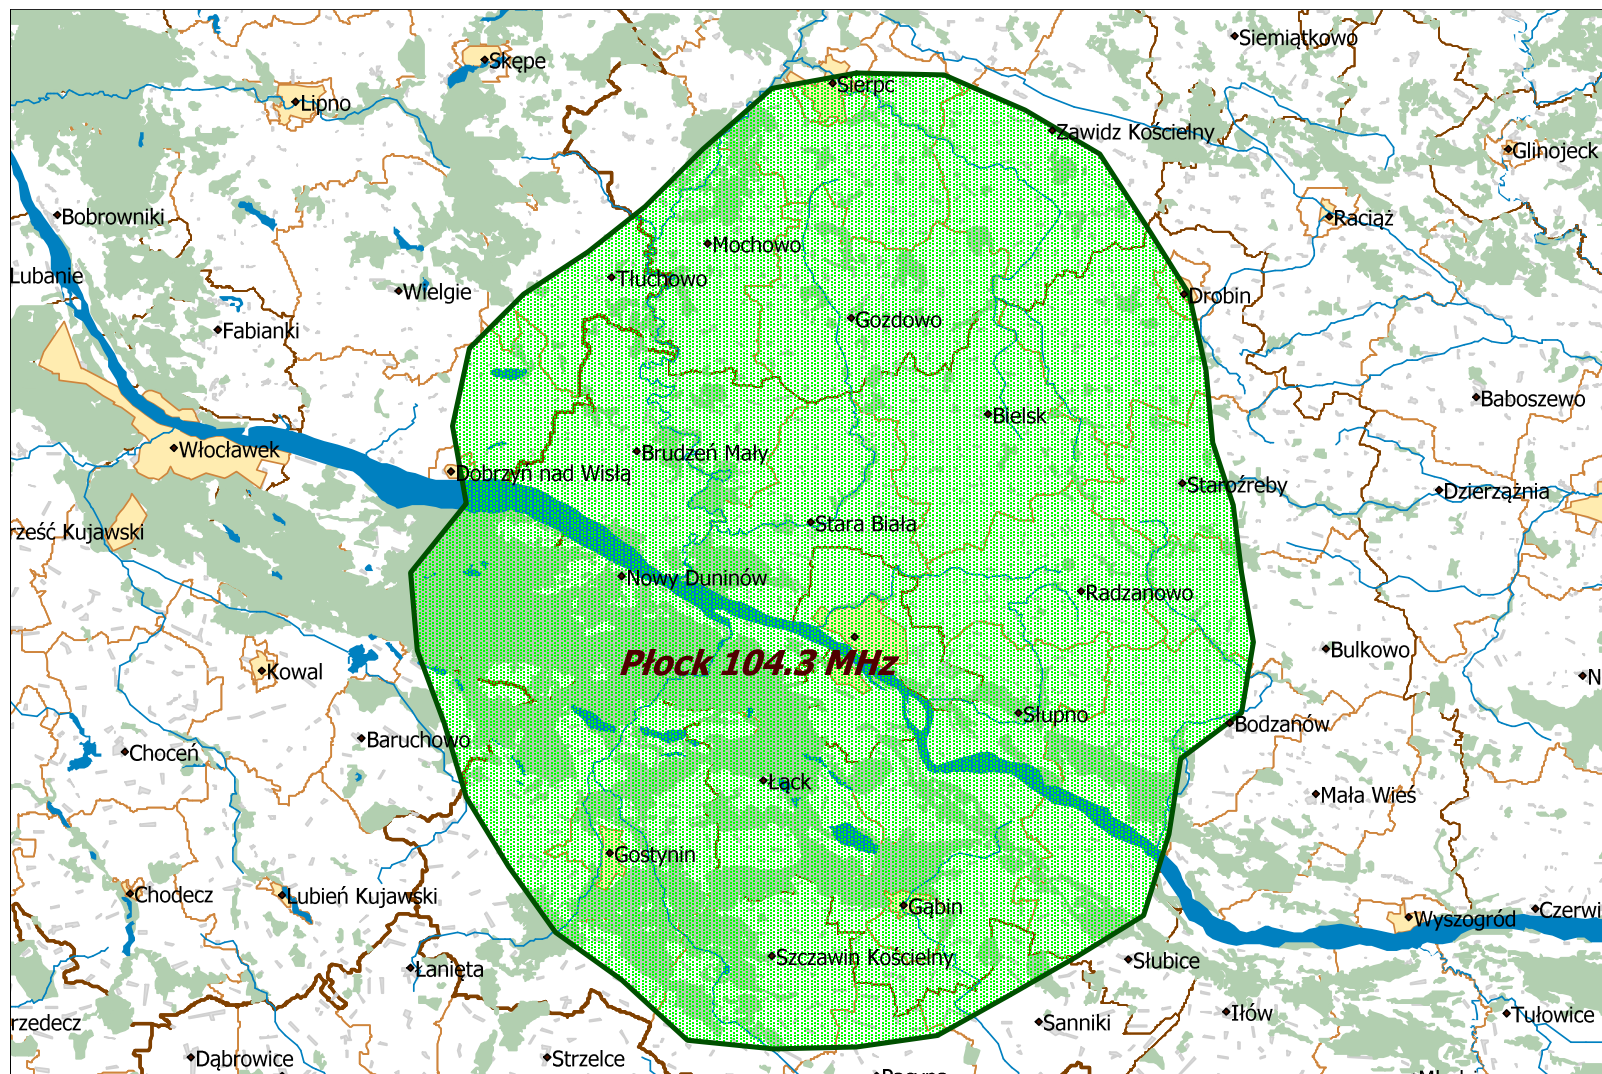 Siemiątkowo
Skępe
Sierpc
Lipno
Zawidz Kościelny
Glinojeck
Bobrowniki
Raciąż
Mochowo
Lubanie
Tłuchowo
Wielgie
Drobin
Gozdowo
Fabianki
Baboszewo
Bielsk
Włocławek
Brudzeń Mały
Dobrzyń nad Wisłą
Staroźreby
Dzierzążnia
Stara Biała
rześć Kujawski
Nowy Duninów
Radzanowo
Bulkowo
Płock 104.3 MHz
Kowal
N
Słupno
Bodzanów
Baruchowo
Choceń
Łąck
Mała Wieś
Gostynin
Chodecz
Lubień Kujawski
Gąbin
Czerwi
Wyszogród
Szczawin Kościelny
Słubice
Łanięta
Iłów
Tułowice
rzedecz
Sanniki
Dąbrowice
Strzelce